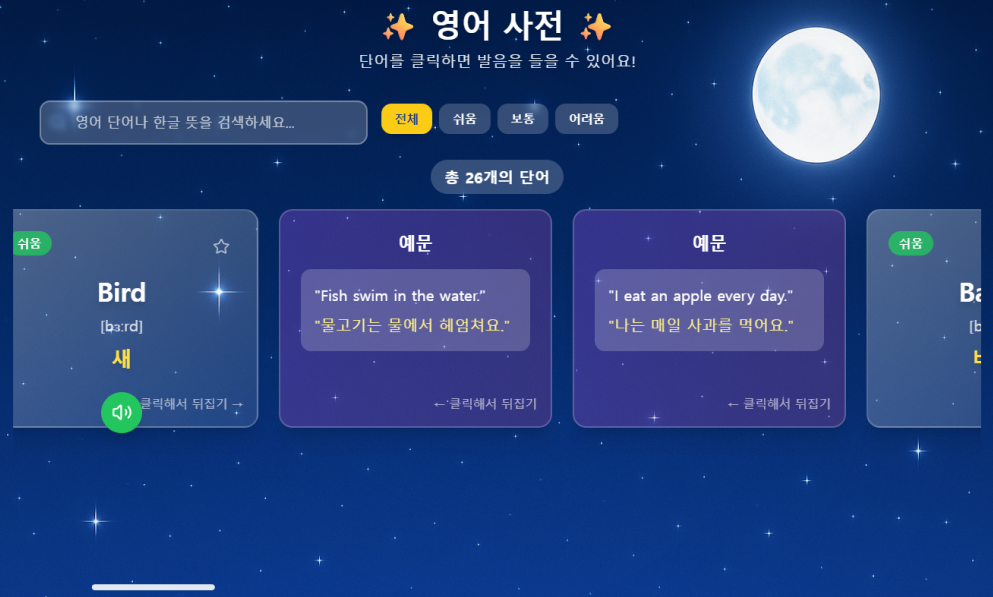 ✨ 영어 사전 ✨
단어를 클릭하면 발음을 들을 수 있어요!
영어 단어나 한글 뜻을 검색하세요...
전체 쉬움 보통 어려움
총 26개의 단어
쉬움
Bird
[bɜːrd]
새
클릭해서 뒤집기 →
예문
"Fish swim in the water."
"물고기는 물에서 헤엄쳐요."
← 클릭해서 뒤집기
예문
"I eat an apple every day."
"나는 매일 사과를 먹어요."
← 클릭해서 뒤집기
쉬움
Ba